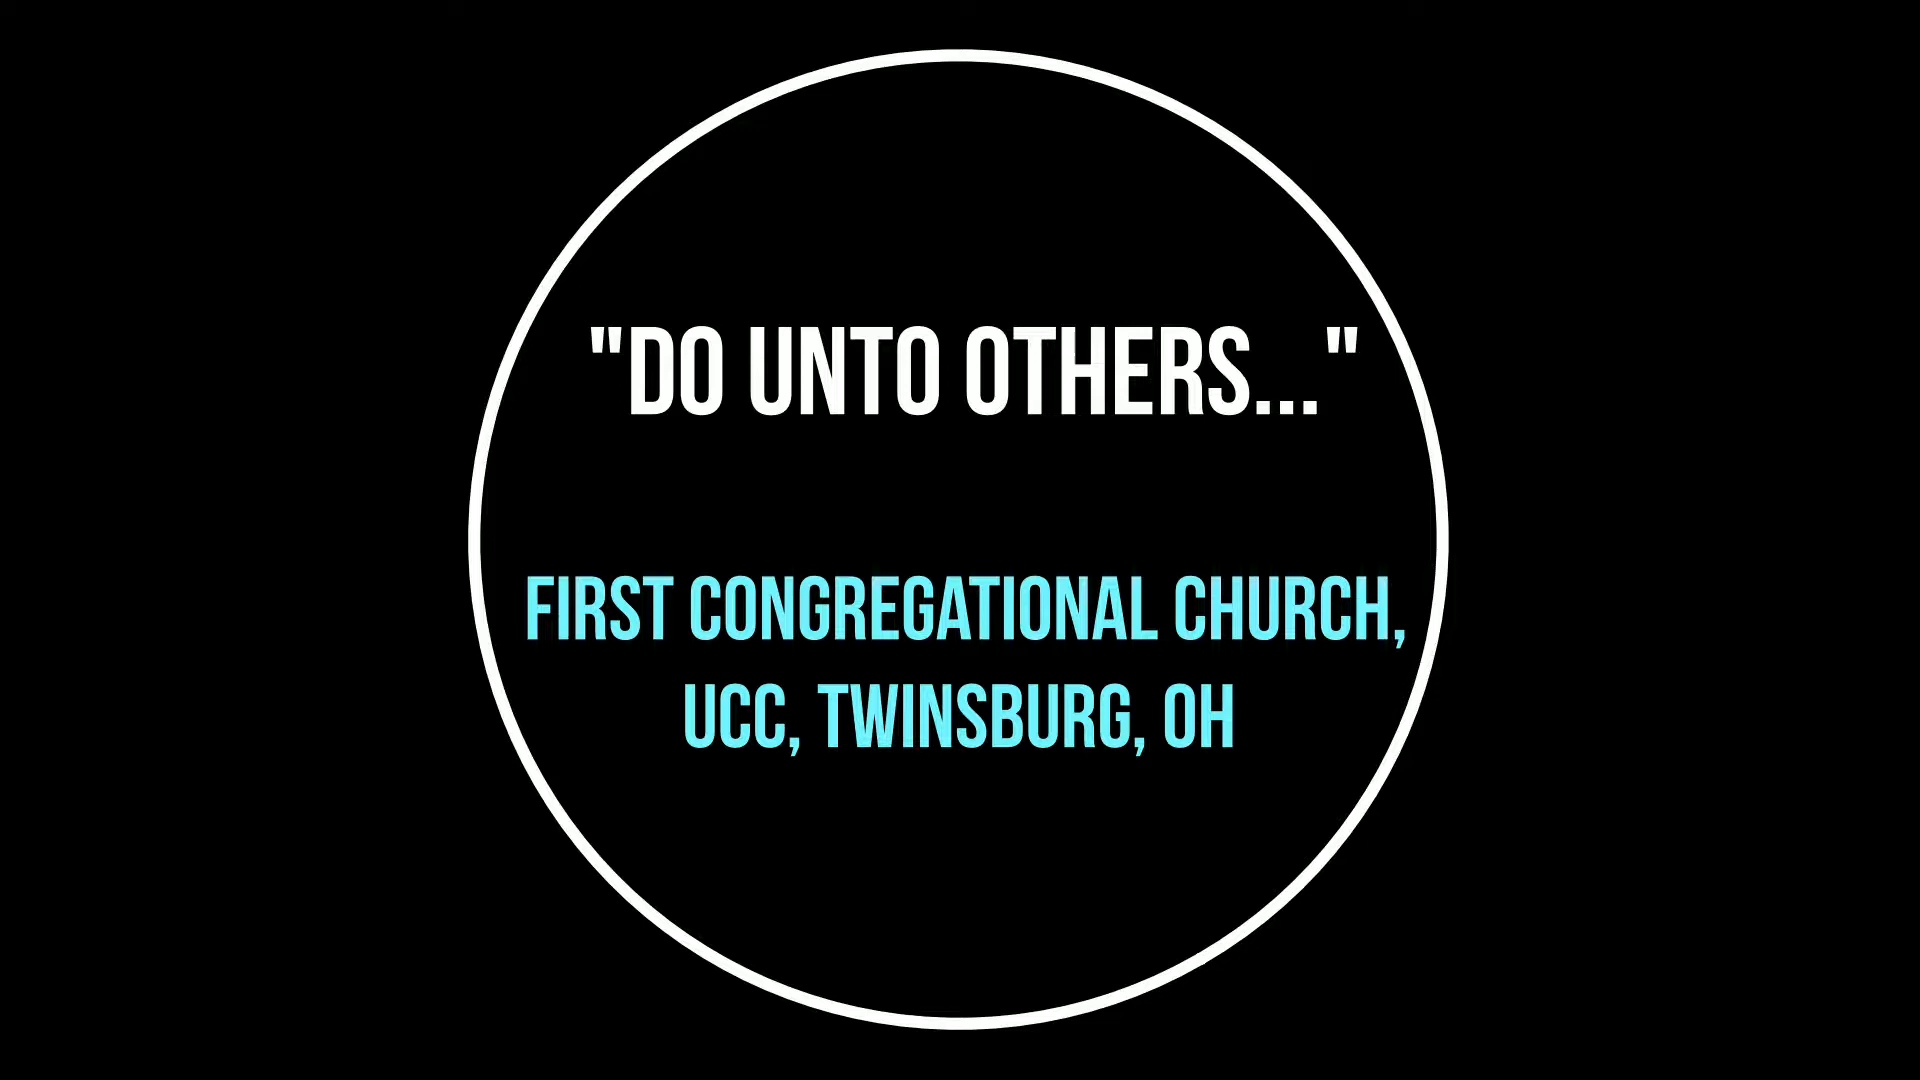 "DO UNTO OTHERS..."
FIRST CONGREGATIONAL CHURCH,
UCC, TWINSBURG, OH